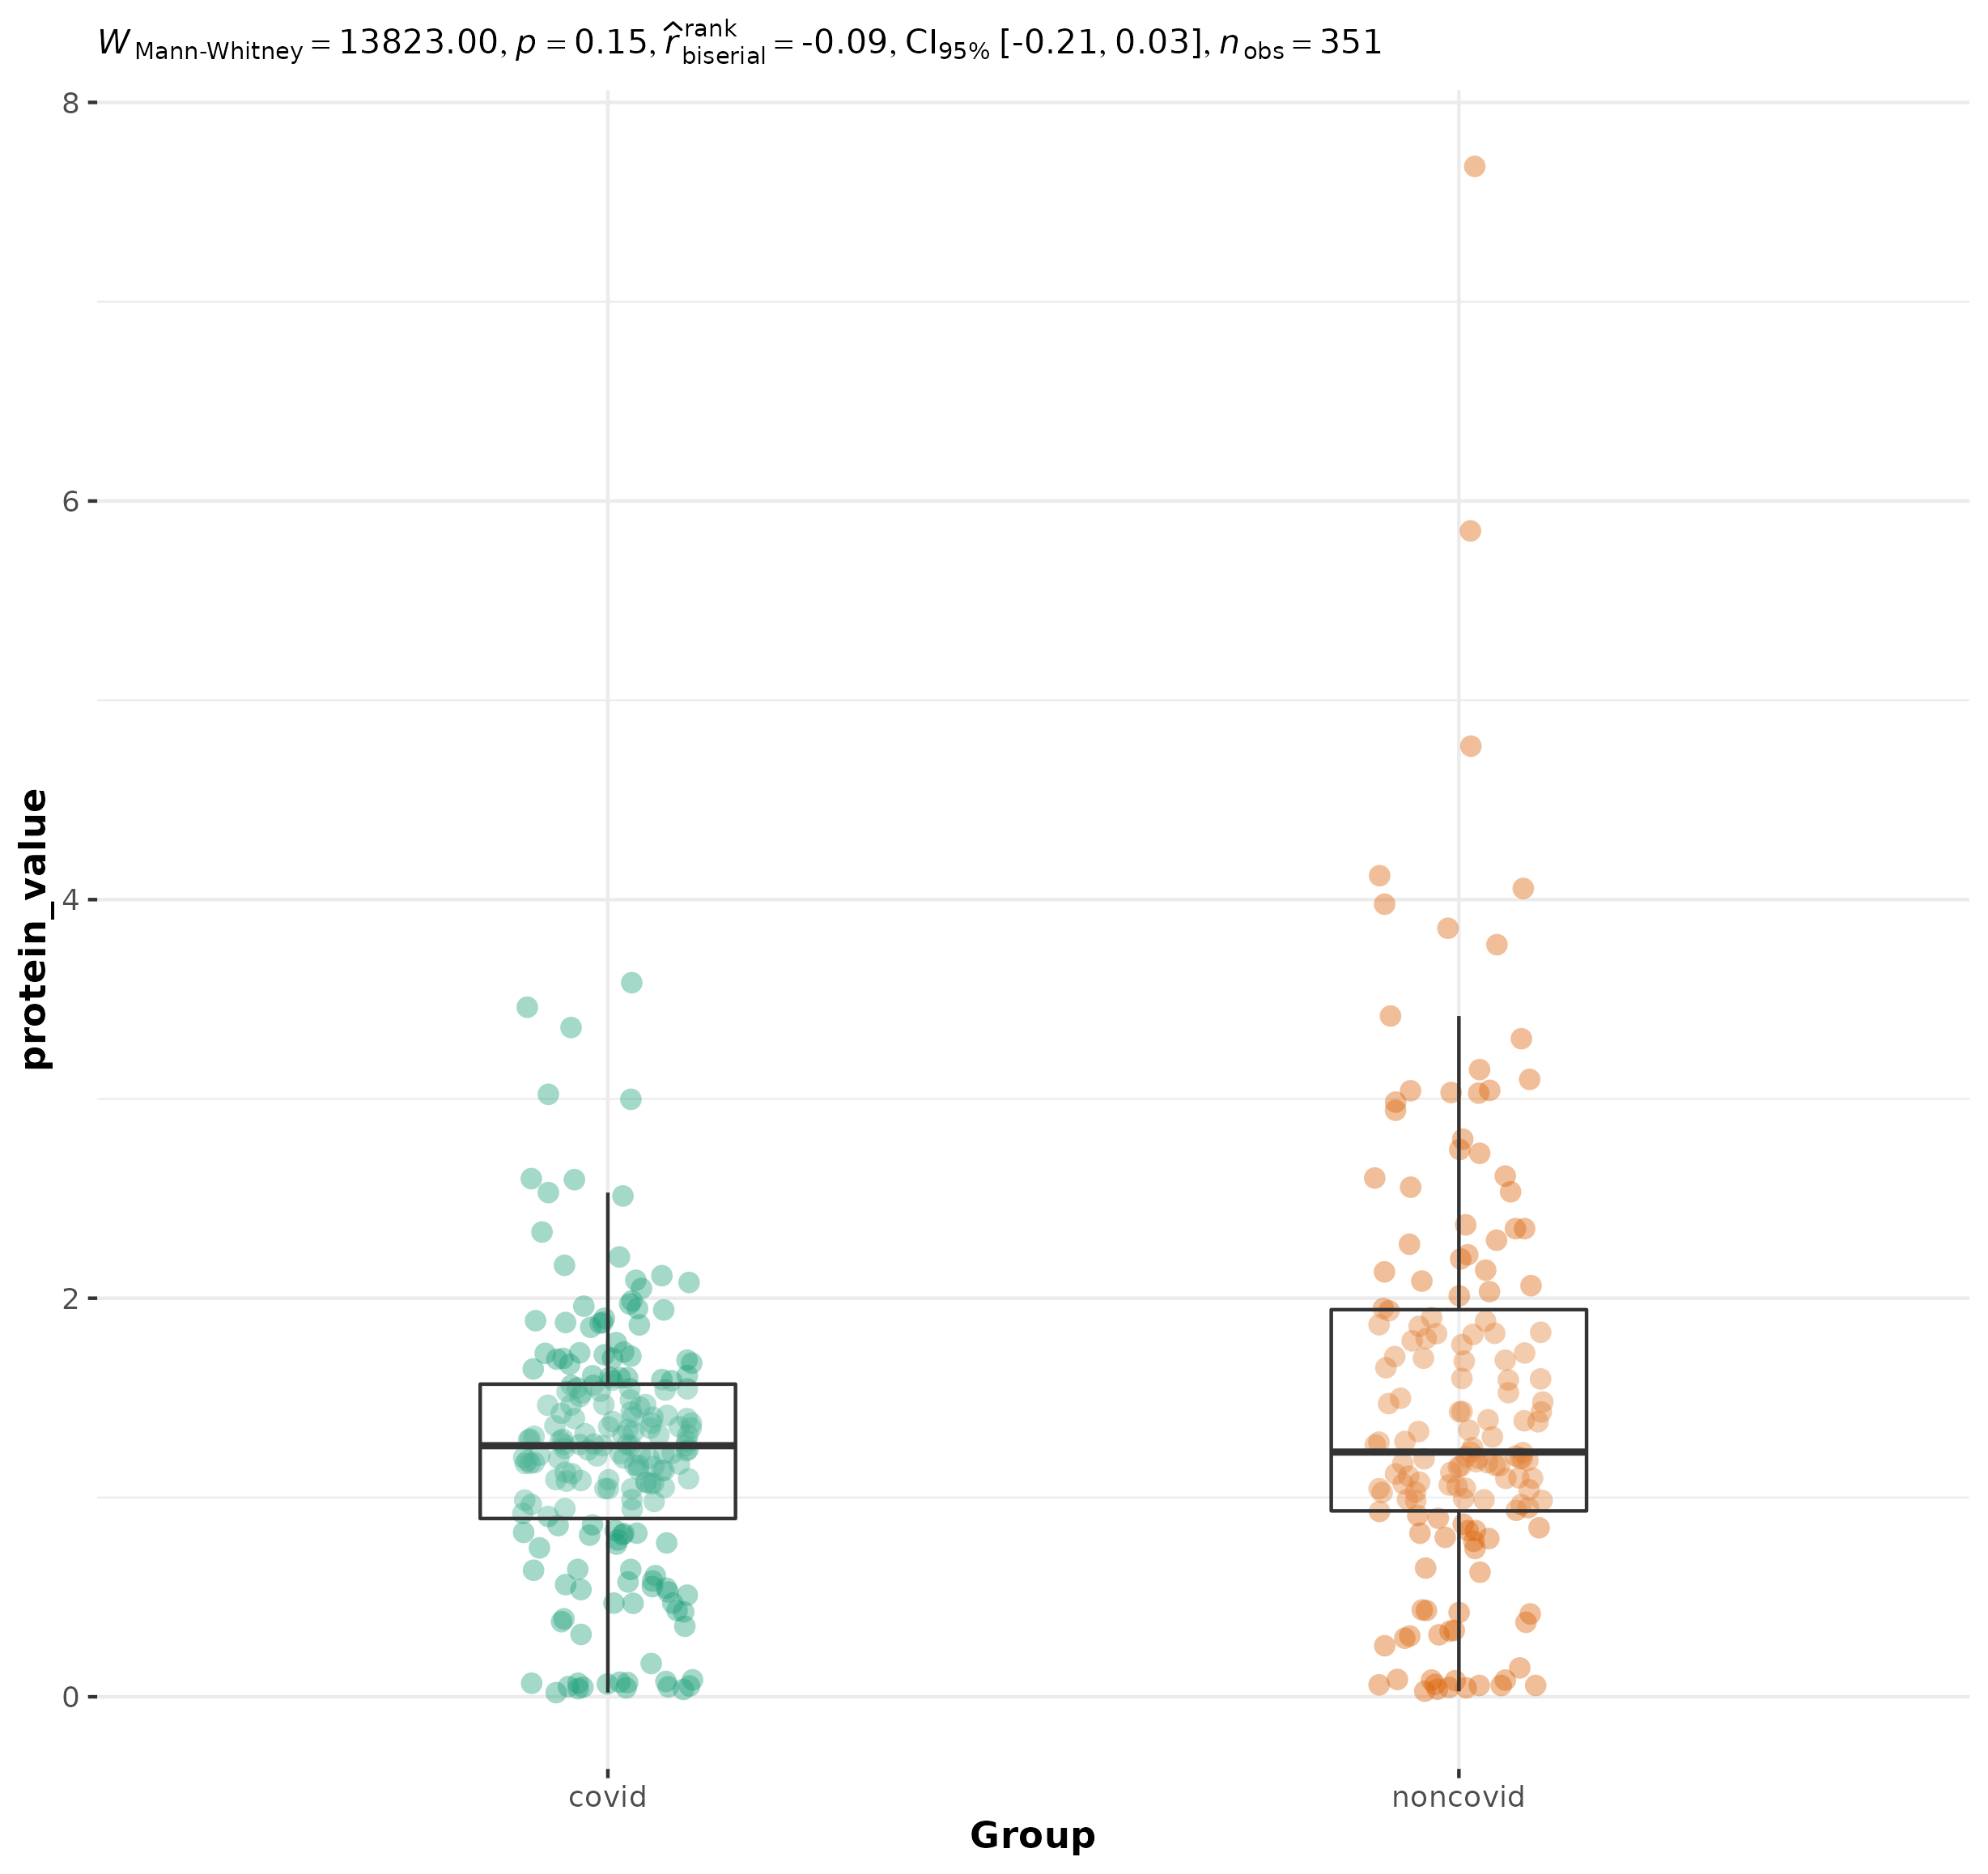 W Mann-Whitney = 13823.00, p = 0.15, r̂ rank biserial = -0.09, CI95% [-0.21, 0.03], n obs = 351
8
6
4
2
0
protein_value
covid noncovid
Group